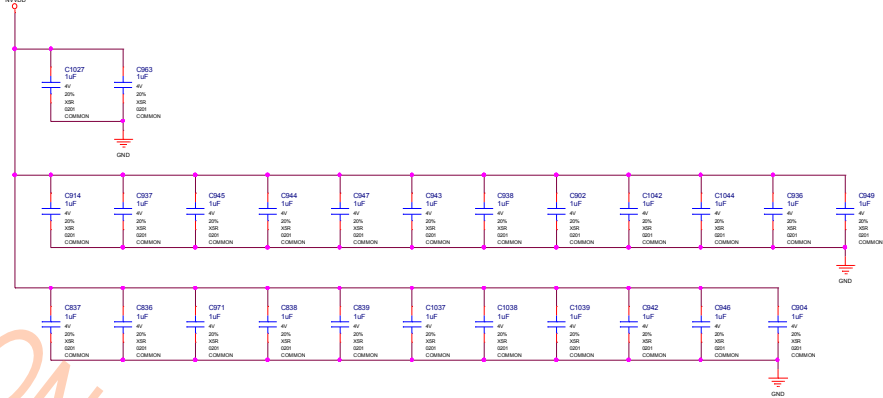 NVVDD
C1027 C963
1uF 1uF
4V 4V
20% 20%
X5R X5R
0201 0201
COMMON COMMON
GND
C914 C937 C945 C944 C947 C943 C938 C902 C1042 C1044 C936 C949
1uF 1uF 1uF 1uF 1uF 1uF 1uF 1uF 1uF 1uF 1uF 1uF
4V 4V 4V 4V 4V 4V 4V 4V 4V 4V 4V 4V
20% 20% 20% 20% 20% 20% 20% 20% 20% 20% 20% 20%
X5R X5R X5R X5R X5R X5R X5R X5R X5R X5R X5R X5R
0201 0201 0201 0201 0201 0201 0201 0201 0201 0201 0201 0201
COMMON COMMON COMMON COMMON COMMON COMMON COMMON COMMON COMMON COMMON COMMON COMMON
GND
C837 C836 C971 C838 C839 C1037 C1038 C1039 C942 C946 C904
1uF 1uF 1uF 1uF 1uF 1uF 1uF 1uF 1uF 1uF 1uF
4V 4V 4V 4V 4V 4V 4V 4V 4V 4V 4V
20% 20% 20% 20% 20% 20% 20% 20% 20% 20% 20%
X5R X5R X5R X5R X5R X5R X5R X5R X5R X5R X5R
0201 0201 0201 0201 0201 0201 0201 0201 0201 0201 0201
COMMON COMMON COMMON COMMON COMMON COMMON COMMON COMMON COMMON COMMON COMMON
GND